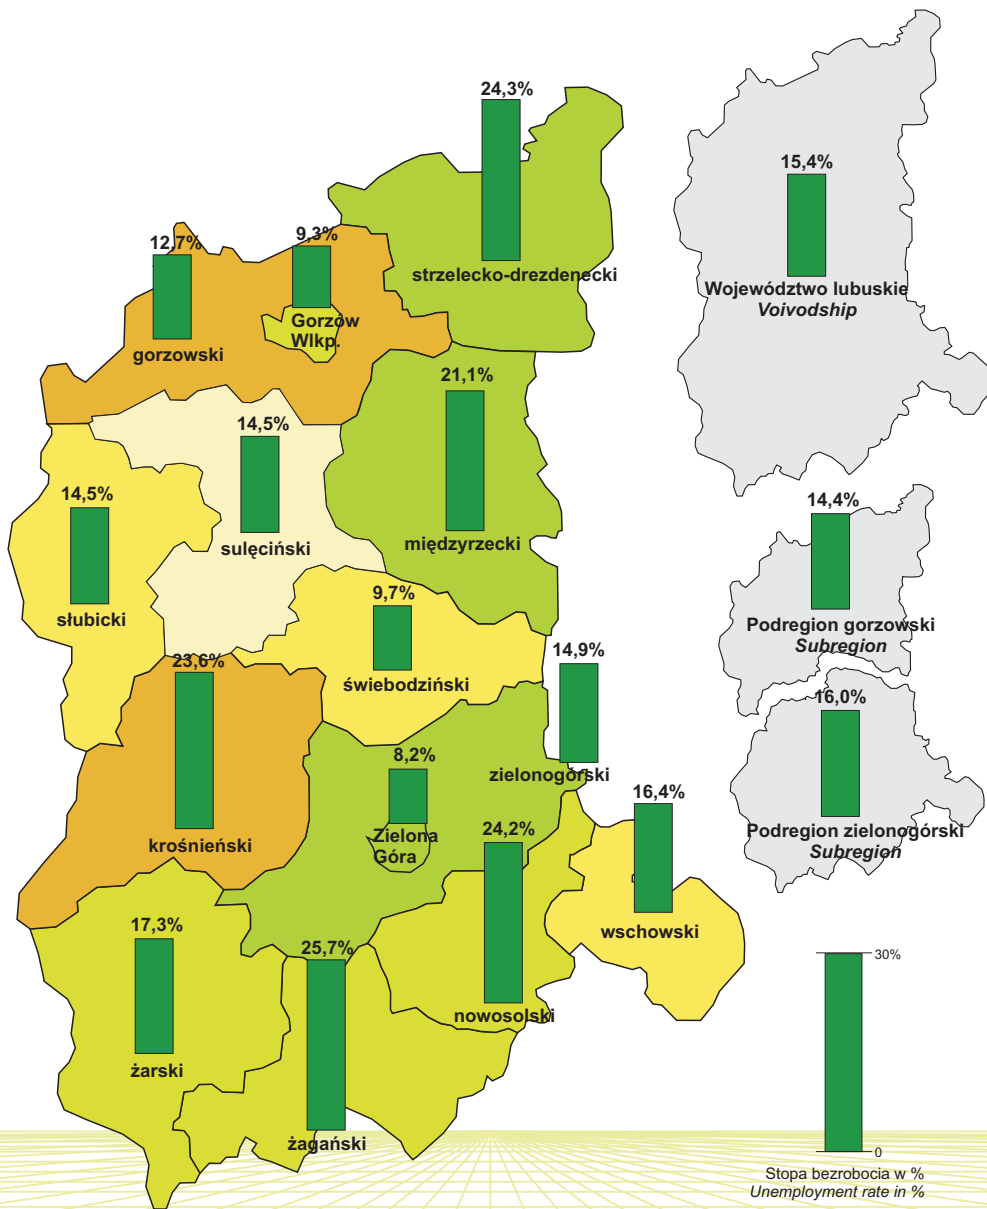 24,3%
strzelecko-drezdenecki
12,7%
gorzowski
9,3%
Gorzów
Wlkp.
15,4%
Województwo lubuskie
Voivodship
21,1%
międzyrzecki
14,5%
sulęciński
14,5%
słubicki
14,4%
Podregion gorzowski
Subregion
9,7%
świebodziński
14,9%
zielonogórski
23,6%
krośnieński
16,0%
Podregion zielonogórski
Subregion
8,2%
Zielona
Góra
24,2%
nowosolski
16,4%
wschowski
17,3%
żarski
25,7%
żagański
30%
0
Stopa bezrobocia w %
Unemployment rate in %